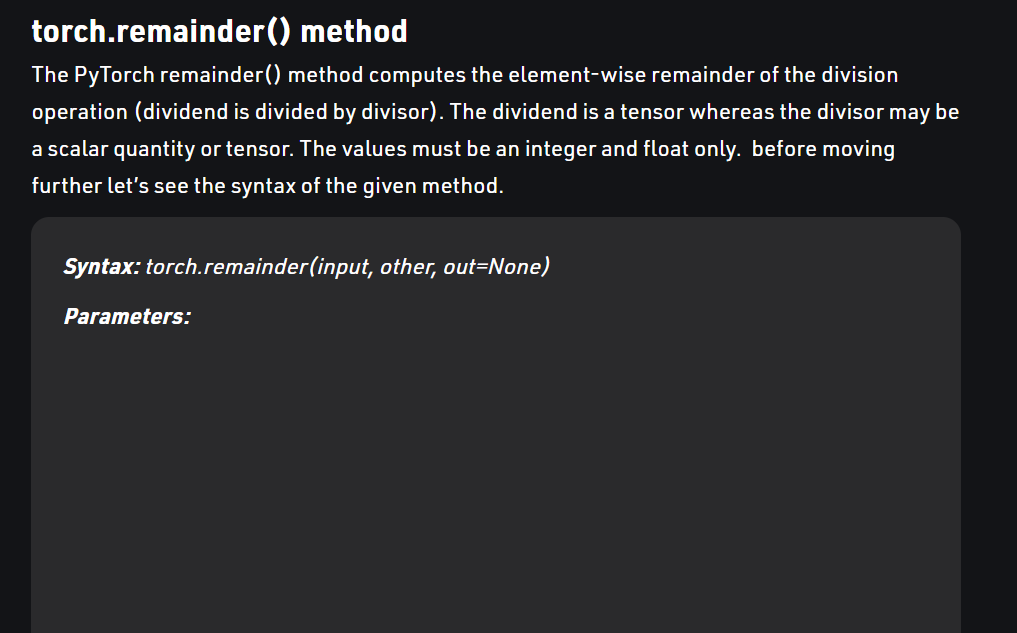 torch.remainder() method
The PyTorch remainder() method computes the element-wise remainder of the division
operation (dividend is divided by divisor). The dividend is a tensor whereas the divisor may be
a scalar quantity or tensor. The values must be an integer and float only.  before moving
further let’s see the syntax of the given method.
Syntax: torch.remainder(input, other, out=None)
Parameters: